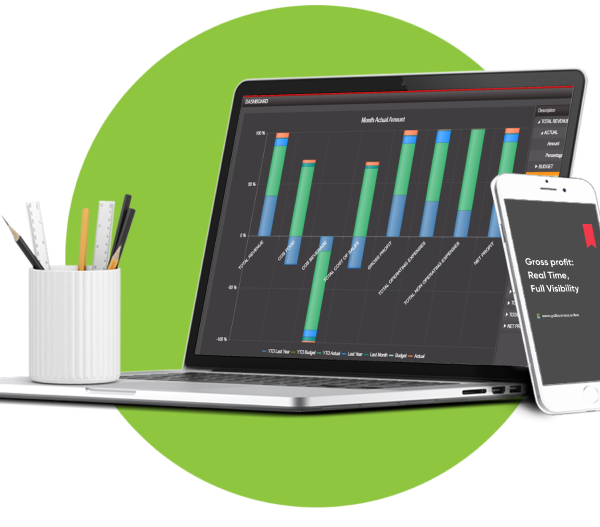 DASHBOARD
Month Actual Amount
Description
TOTAL REVENUE
ACTUAL
Amount
Percentage
BUDGET
100 %
50 %
0 %
-50 %
-100 %
TOTAL REVENUE
COS TEMP
COS REVENUE
TOTAL COST OF SALES
GROSS PROFIT
TOTAL OPERATING EXPENSES
TOTAL NON OPERATING EXPENSES
NET PROFIT
YTD Last Year
YTD Budget
YTD Actual
Last Year
Last Month
Budget
Actual
Gross profit:
Real Time,
Full Visibility